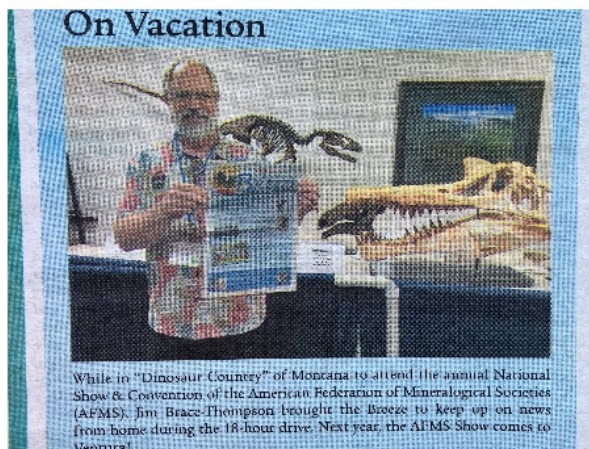 On Vacation
While in "Dinosaur Country" of Montana to attend the annual National
Show & Convention of the American Federation of Mineralogical Societies
(AFMS), Jim Brace-Thompson brought the Breeze to keep up on news
from home during the 18-hour drive. Next year, the AFMS Show comes to
Ventura!